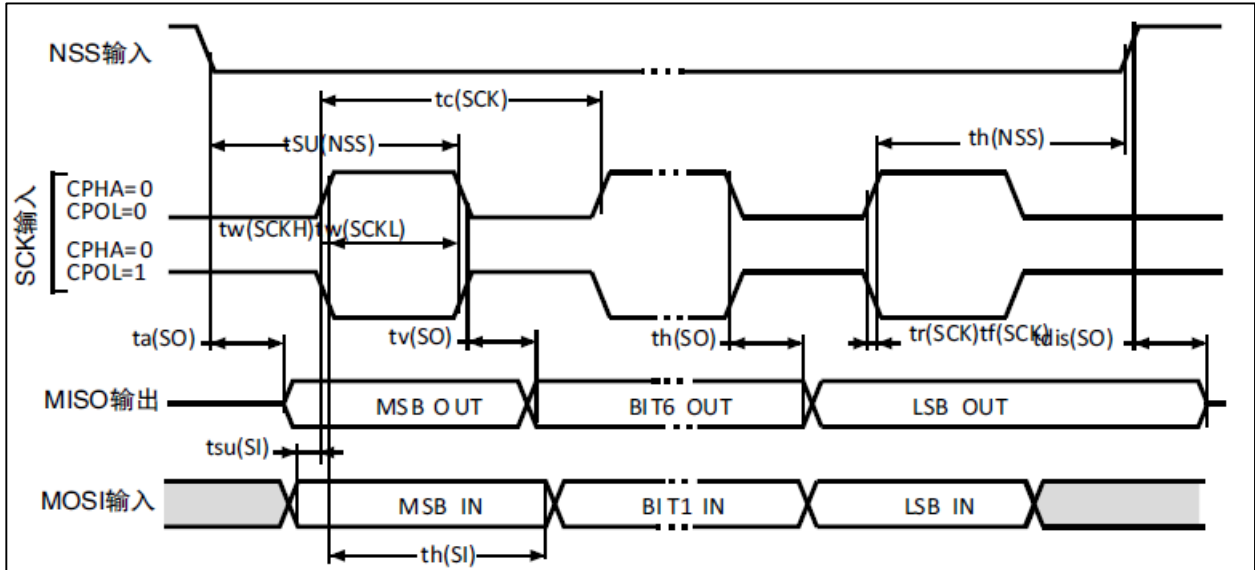 NSS输入
tc(SCK)
tSU(NSS)
th(NSS)
SCK输入
CPHA=0
CPOL=0
tw(SCKH)tw(SCKL)
CPHA=0
CPOL=1
ta(SO)
tv(SO)
th(SO)
tr(SCK)tf(SCK)
tdis(SO)
MISO输出
MSB OUT
BIT6 OUT
LSB OUT
tsu(SI)
MOSI输入
MSB IN
BIT1 IN
LSB IN
th(SI)